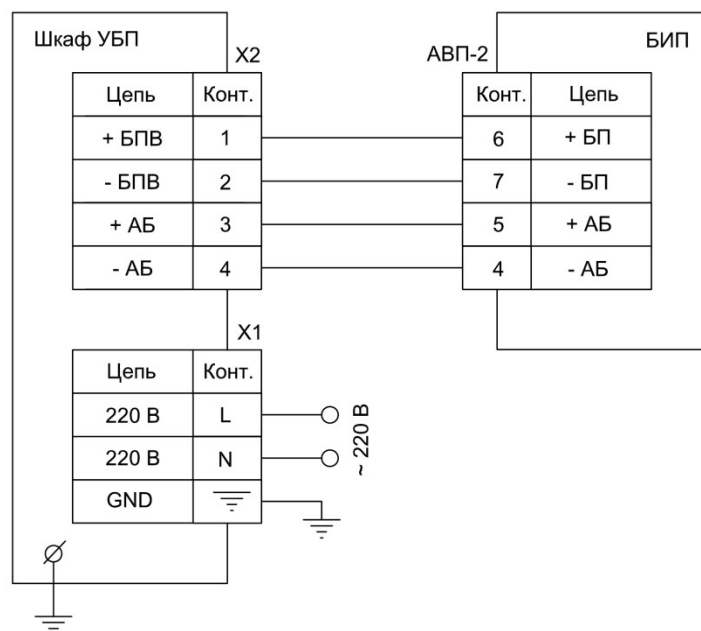 Шкаф УБП
X2
Цепь Конт.
+ БПВ 1
- БПВ 2
+ АБ 3
- АБ 4
АВП-2
БИП
Конт. Цепь
6 + БП
7 - БП
5 + АБ
4 - АБ
X1
Цепь Конт.
220 В L
220 В N
GND
~ 220 В